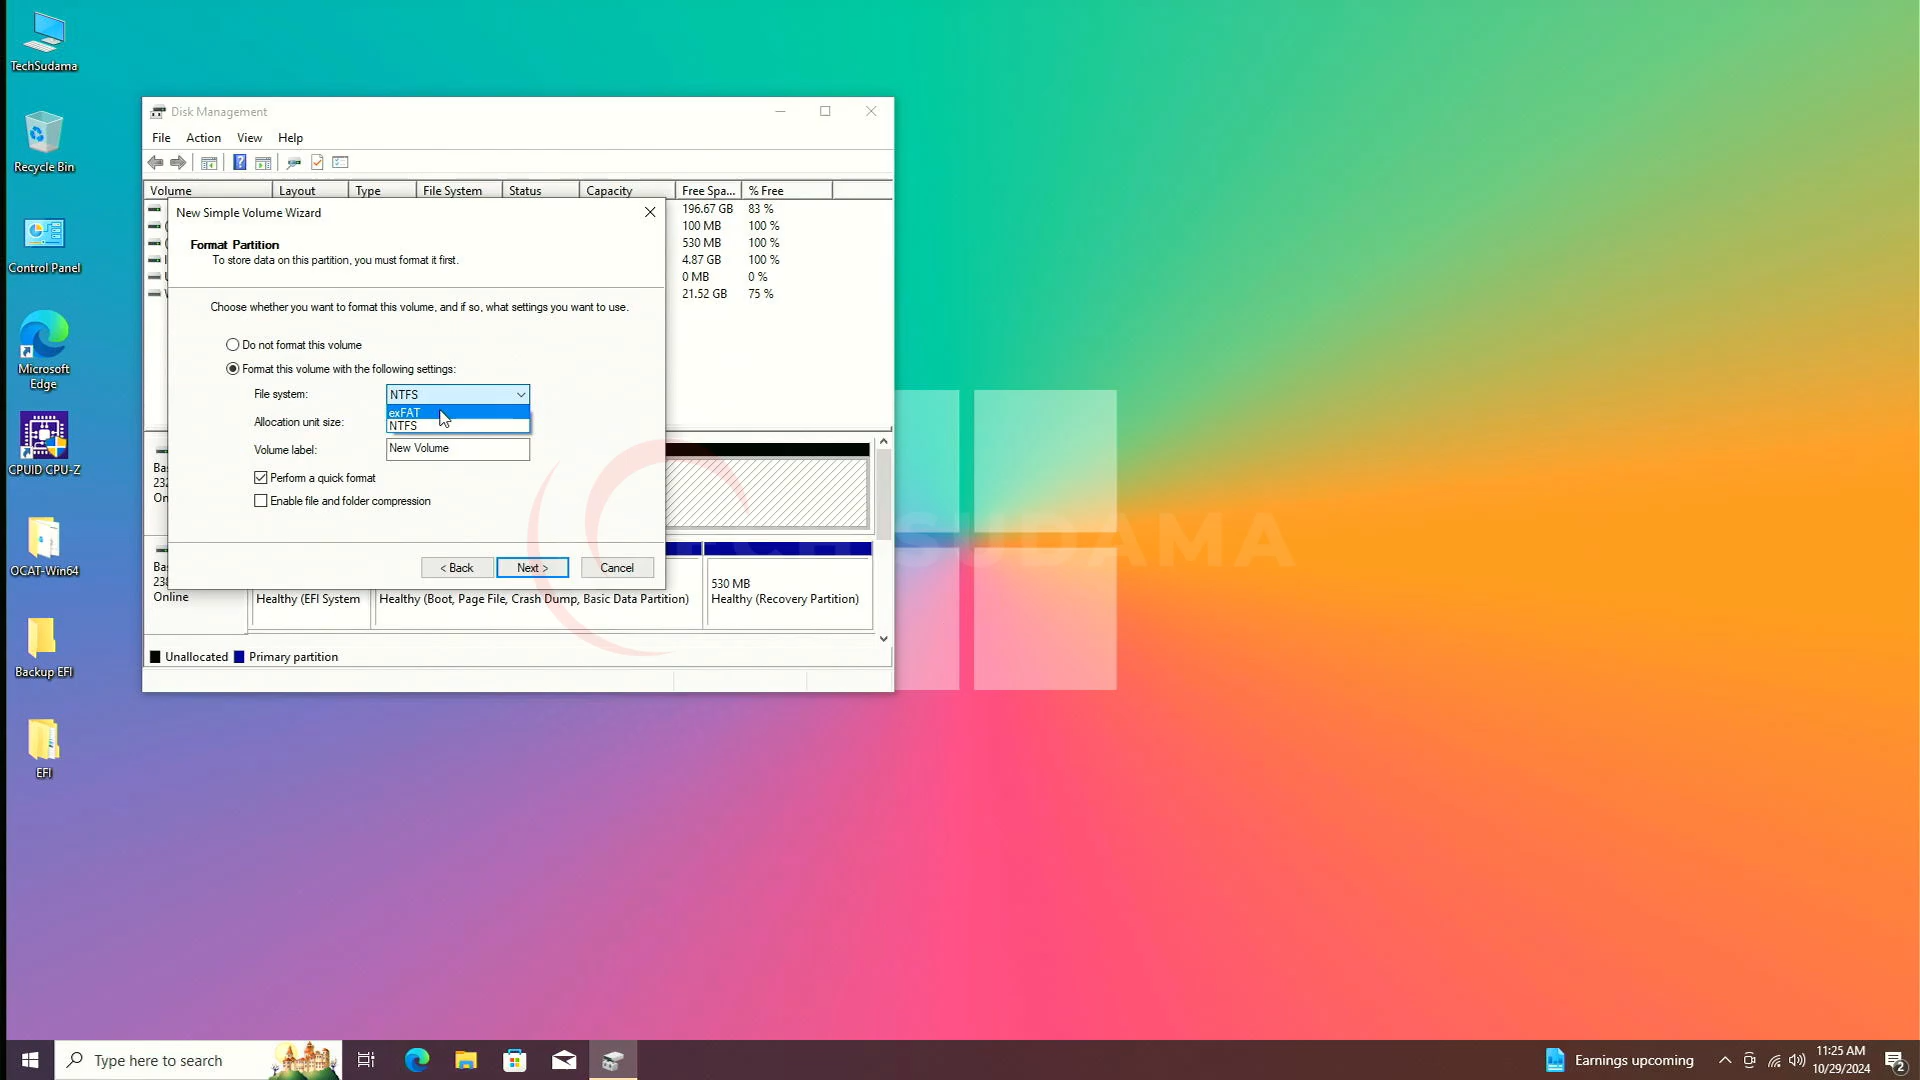 TechSudama
Recycle Bin
Control Panel
Microsoft
Edge
CPUID CPU-Z
OCAT-Win64
Backup EFI
EFI
Disk Management
File Action View Help
Volume Layout Type File System Status Capacity Free Spa... % Free
196.67 GB 83 %
100 MB 100 %
530 MB 100 %
4.87 GB 100 %
0 MB 0 %
21.52 GB 75 %
New Simple Volume Wizard
Format Partition
To store data on this partition, you must format it first.
Choose whether you want to format this volume, and if so, what settings you want to use.
Do not format this volume
Format this volume with the following settings:
File system: NTFS
exFAT
NTFS
Allocation unit size:
Volume label: New Volume
Perform a quick format
Enable file and folder compression
< Back Next > Cancel
Bas
232
On
Bas
238
Online
Healthy (EFI System
Healthy (Boot, Page File, Crash Dump, Basic Data Partition)
530 MB
Healthy (Recovery Partition)
Unallocated Primary partition
TECH SUDAMA
Type here to search
Earnings upcoming
11:25 AM
10/29/2024
2